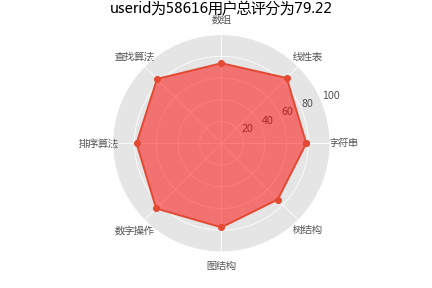 userid为58616用户总评分为79.22
数组
查找算法
线性表
100
80
60
40
20
排序算法
字符串
数字操作
树结构
图结构